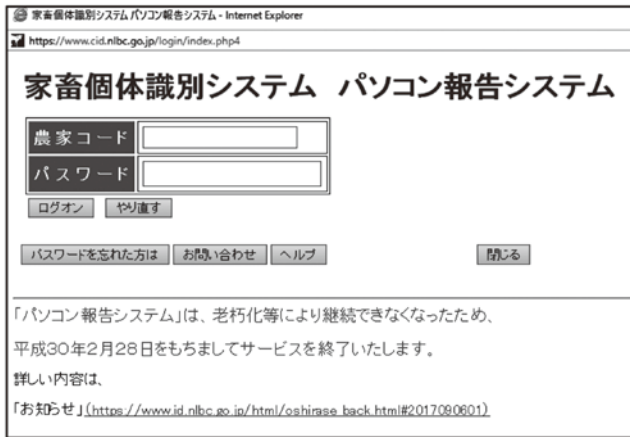 家畜個体識別システム パソコン報告システム - Internet Explorer
https://www.cid.nlbc.go.jp/login/index.php4
家畜個体識別システム パソコン報告システム
農家コード
パスワード
ログオン やり直す
パスワードを忘れた方は お問い合わせ ヘルプ 閉じる
「パソコン報告システム」は、老朽化等により継続できなくなったため、
平成30年2月28日をもちましてサービスを終了いたします。
詳しい内容は、
「お知らせ」(https://www.id.nlbc.go.jp/html/oshirase_back.html#2017090601)